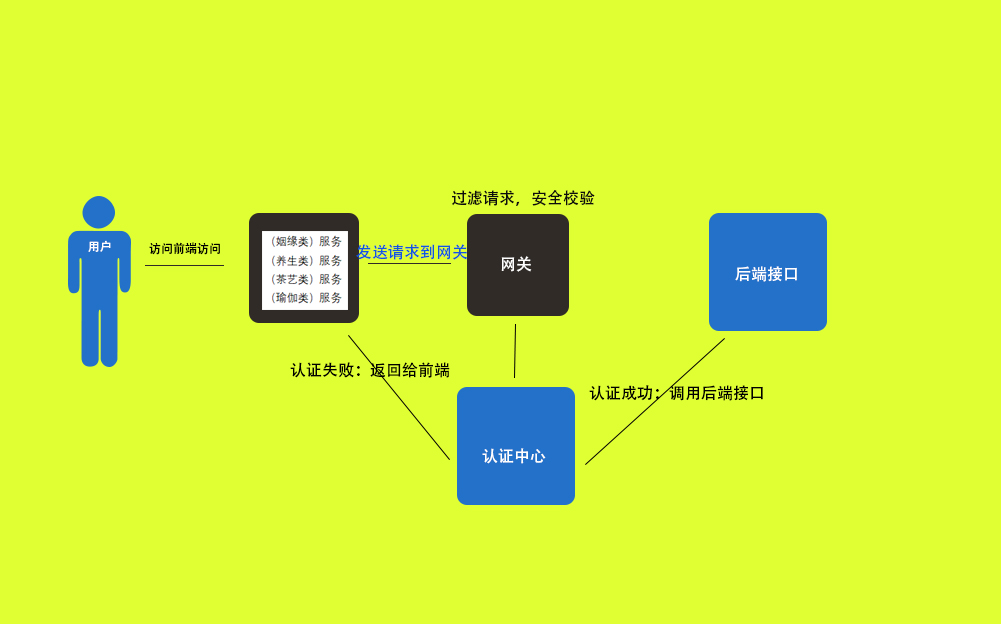 过滤请求，安全校验
用户
访问前端访问
（姻缘类）服务
（养生类）服务
（茶艺类）服务
（瑜伽类）服务
发送请求到网关
网关
后端接口
认证失败：返回给前端
认证成功：调用后端接口
认证中心